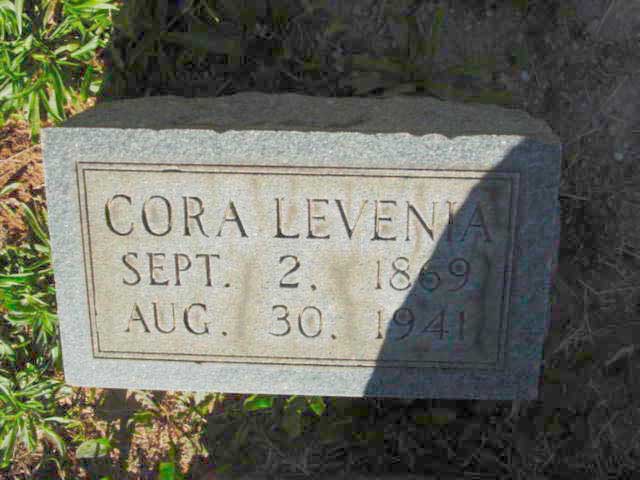 CORA LEVENIA
SEPT. 2. 1869
AUG. 30. 1941